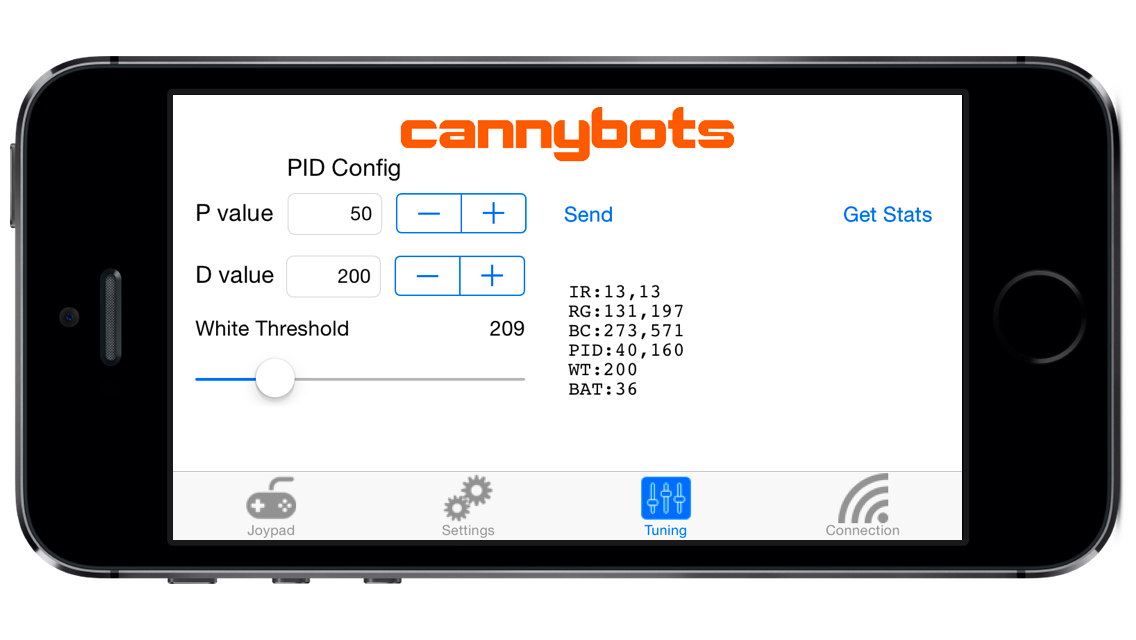 cannybots
PID Config
P value 50 − + Send Get Stats
D value 200 − +
White Threshold 209
IR:13,13
RG:131,197
BC:273,571
PID:40,160
WT:200
BAT:36
Joypad Settings Tuning Connection